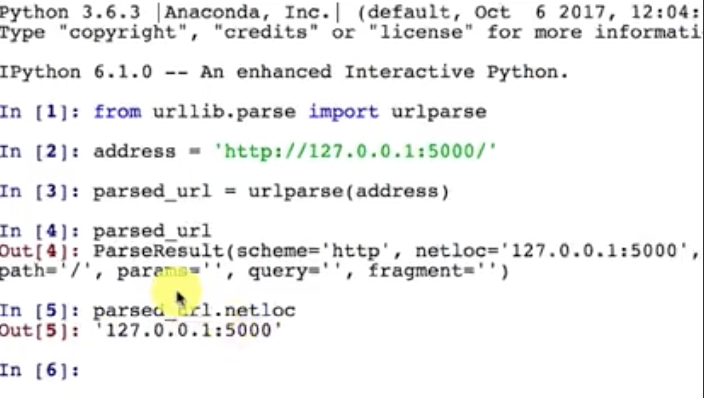 Python 3.6.3 |Anaconda, Inc.| (default, Oct  6 2017, 12:04:
Type "copyright", "credits" or "license" for more informati
IPython 6.1.0 -- An enhanced Interactive Python.
In [1]: from urllib.parse import urlparse
In [2]: address = 'http://127.0.0.1:5000/'
In [3]: parsed_url = urlparse(address)
In [4]: parsed_url
Out[4]: ParseResult(scheme='http', netloc='127.0.0.1:5000',
path='/', params='', query='', fragment='')
In [5]: parsed_url.netloc
Out[5]: '127.0.0.1:5000'
In [6]: